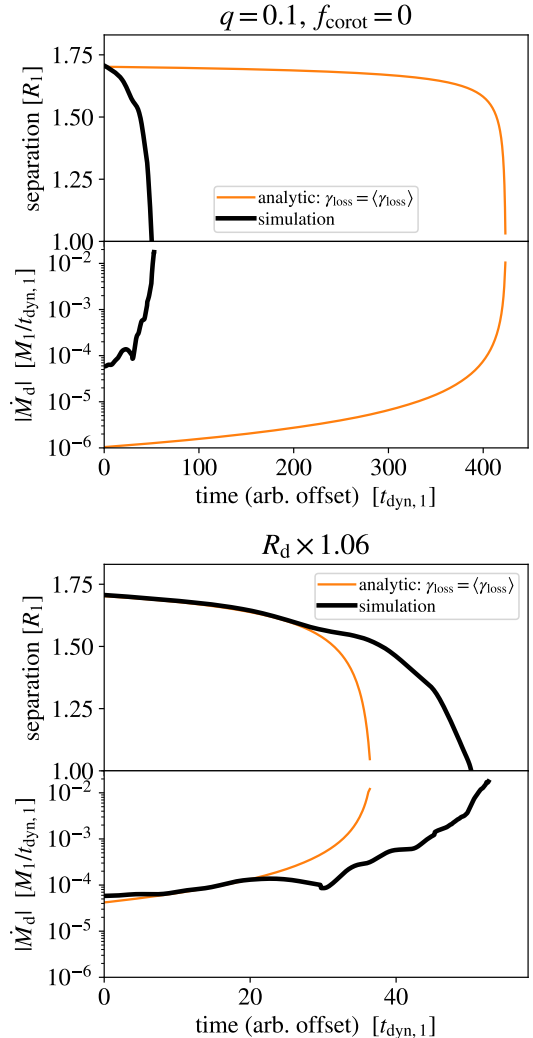 q = 0.1, f_corot = 0
separation [R₁]
1.75
1.50
1.25
1.00
analytic: γ_loss = ⟨γ_loss⟩
simulation
|Ṁ_d| [M₁/t_dyn, 1]
10⁻²
10⁻³
10⁻⁴
10⁻⁵
10⁻⁶
0 100 200 300 400
time (arb. offset) [t_dyn, 1]
R_d × 1.06
separation [R₁]
1.75
1.50
1.25
1.00
analytic: γ_loss = ⟨γ_loss⟩
simulation
|Ṁ_d| [M₁/t_dyn, 1]
10⁻²
10⁻³
10⁻⁴
10⁻⁵
10⁻⁶
0 20 40
time (arb. offset) [t_dyn, 1]